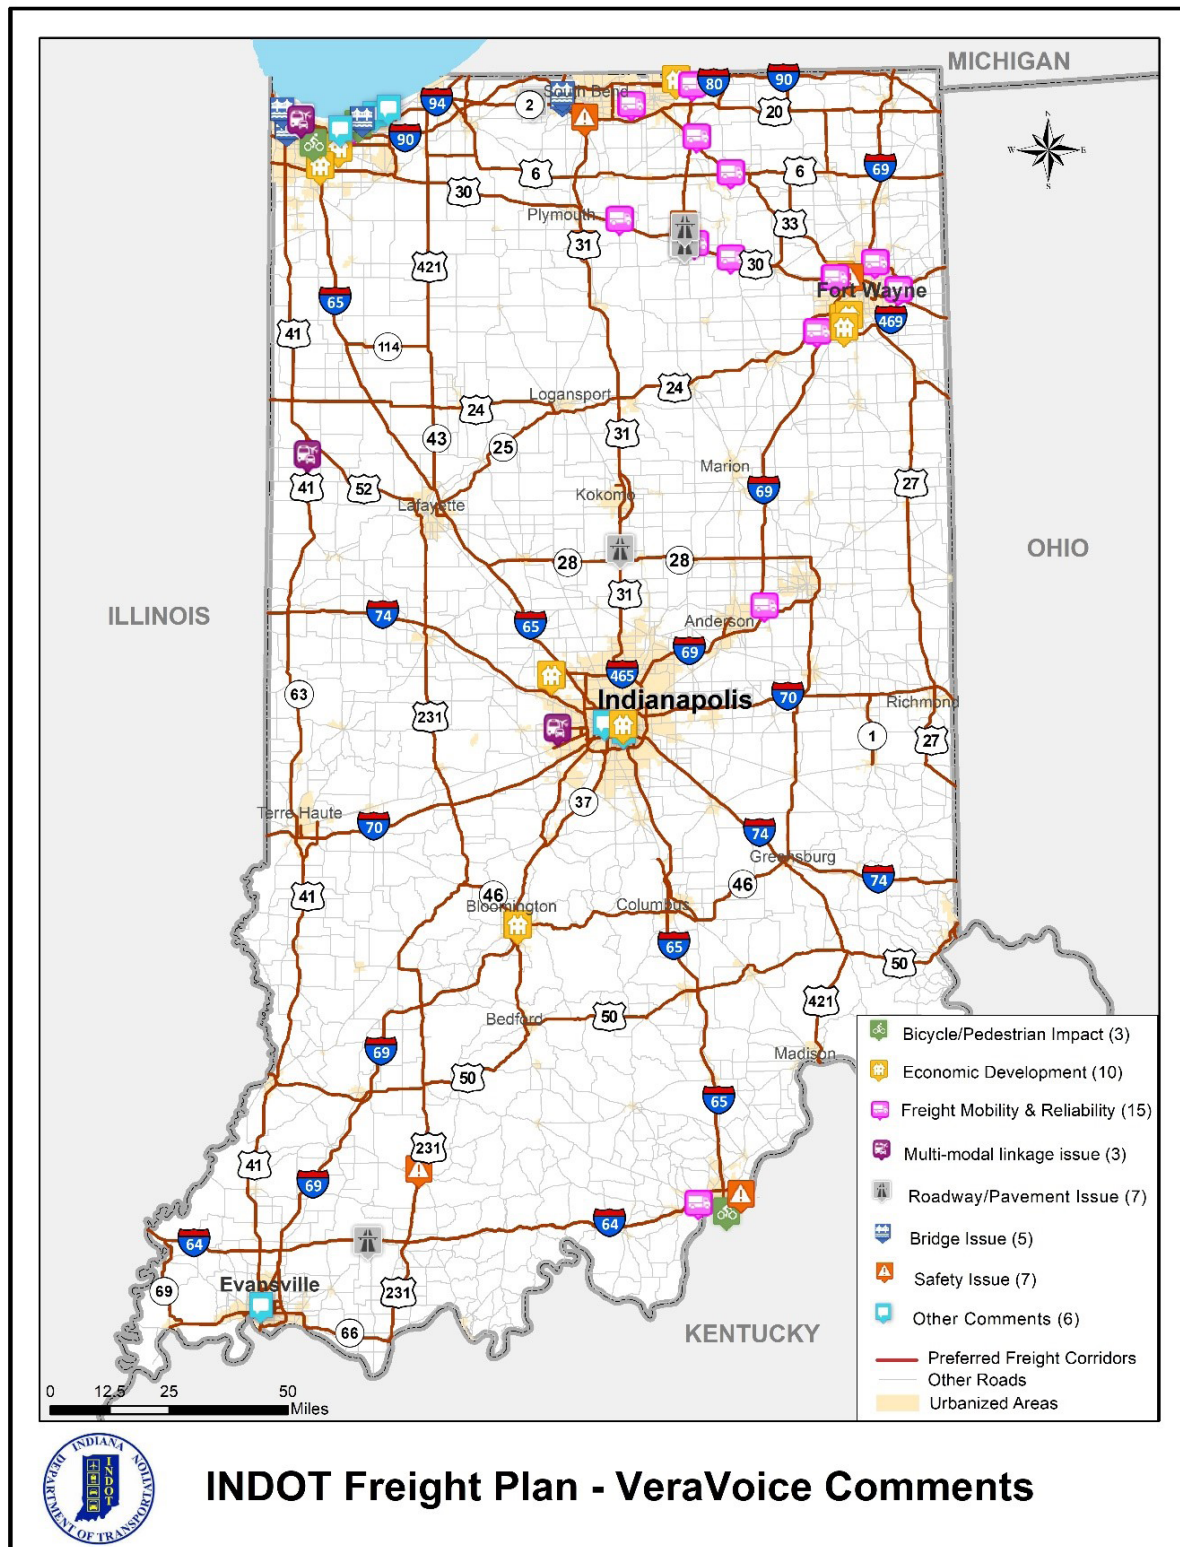 MICHIGAN
94
2
South Bend
80
90
20
90
6
6
69
30
Plymouth
33
31
421
30
65
Fort Wayne
469
41
114
24
Logansport
24
43
25
31
Marion
27
41
52
Lafayette
Kokomo
69
OHIO
28
28
31
ILLINOIS
74
65
Anderson
69
465
63
Indianapolis
70
Richmond
231
1
27
37
Terre Haute
70
74
Greensburg
74
41
46
46
Bloomington
Columbus
65
50
421
Bedford
50
Madison
69
50
65
231
41
69
64
64
Evansville
69
231
66
KENTUCKY
N
W
E
S
Bicycle/Pedestrian Impact (3)
Economic Development (10)
Freight Mobility & Reliability (15)
Multi-modal linkage issue (3)
Roadway/Pavement Issue (7)
Bridge Issue (5)
Safety Issue (7)
Other Comments (6)
Preferred Freight Corridors
Other Roads
Urbanized Areas
0 12.5 25 50
Miles
INDIANA
DEPARTMENT OF TRANSPORTATION
INDOT
INDOT Freight Plan - VeraVoice Comments